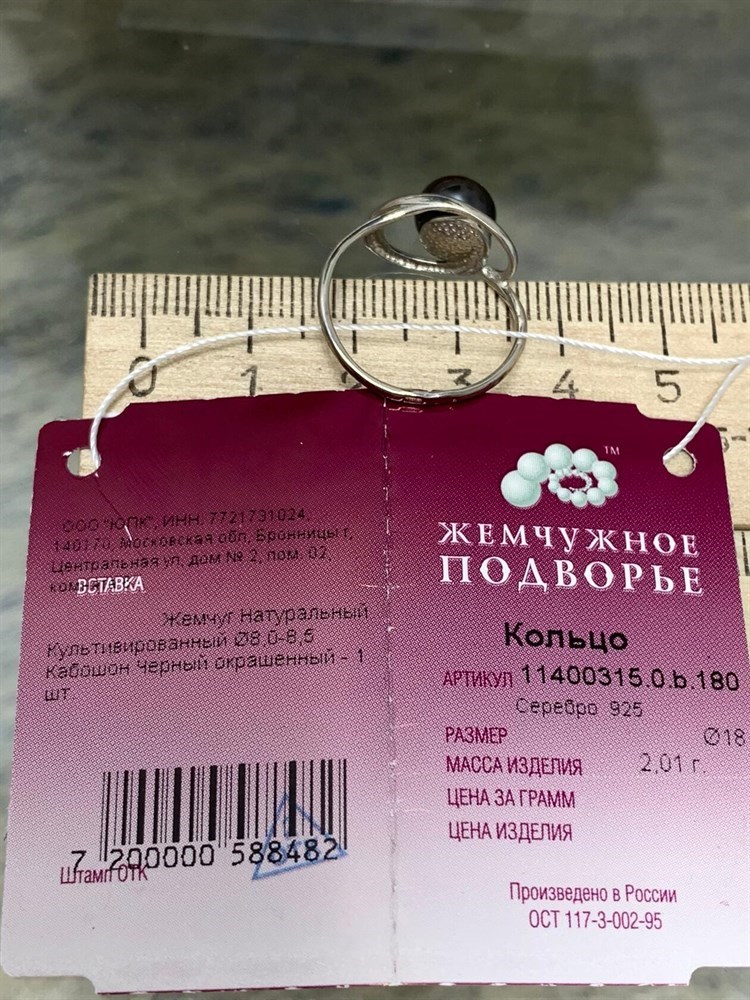 0 1 2 3 4 5
ООО "ЮПК", ИНН: 7721731024,
140170, Московская обл, Бронницы г,
Центральная ул, дом № 2, пом. 02,
ВСТАВКА
Жемчуг Натуральный
Культивированный Ø8,0-8,5
Кабошон Черный окрашенный - 1
шт
7 200000 588482
Штамп ОТК
TM
ЖЕМЧУЖНОЕ
ПОДВОРЬЕ
Кольцо
АРТИКУЛ 11400315.0.b.180
Серебро 925
РАЗМЕР Ø18
МАССА ИЗДЕЛИЯ 2,01 г.
ЦЕНА ЗА ГРАММ
ЦЕНА ИЗДЕЛИЯ
Произведено в России
ОСТ 117-3-002-95